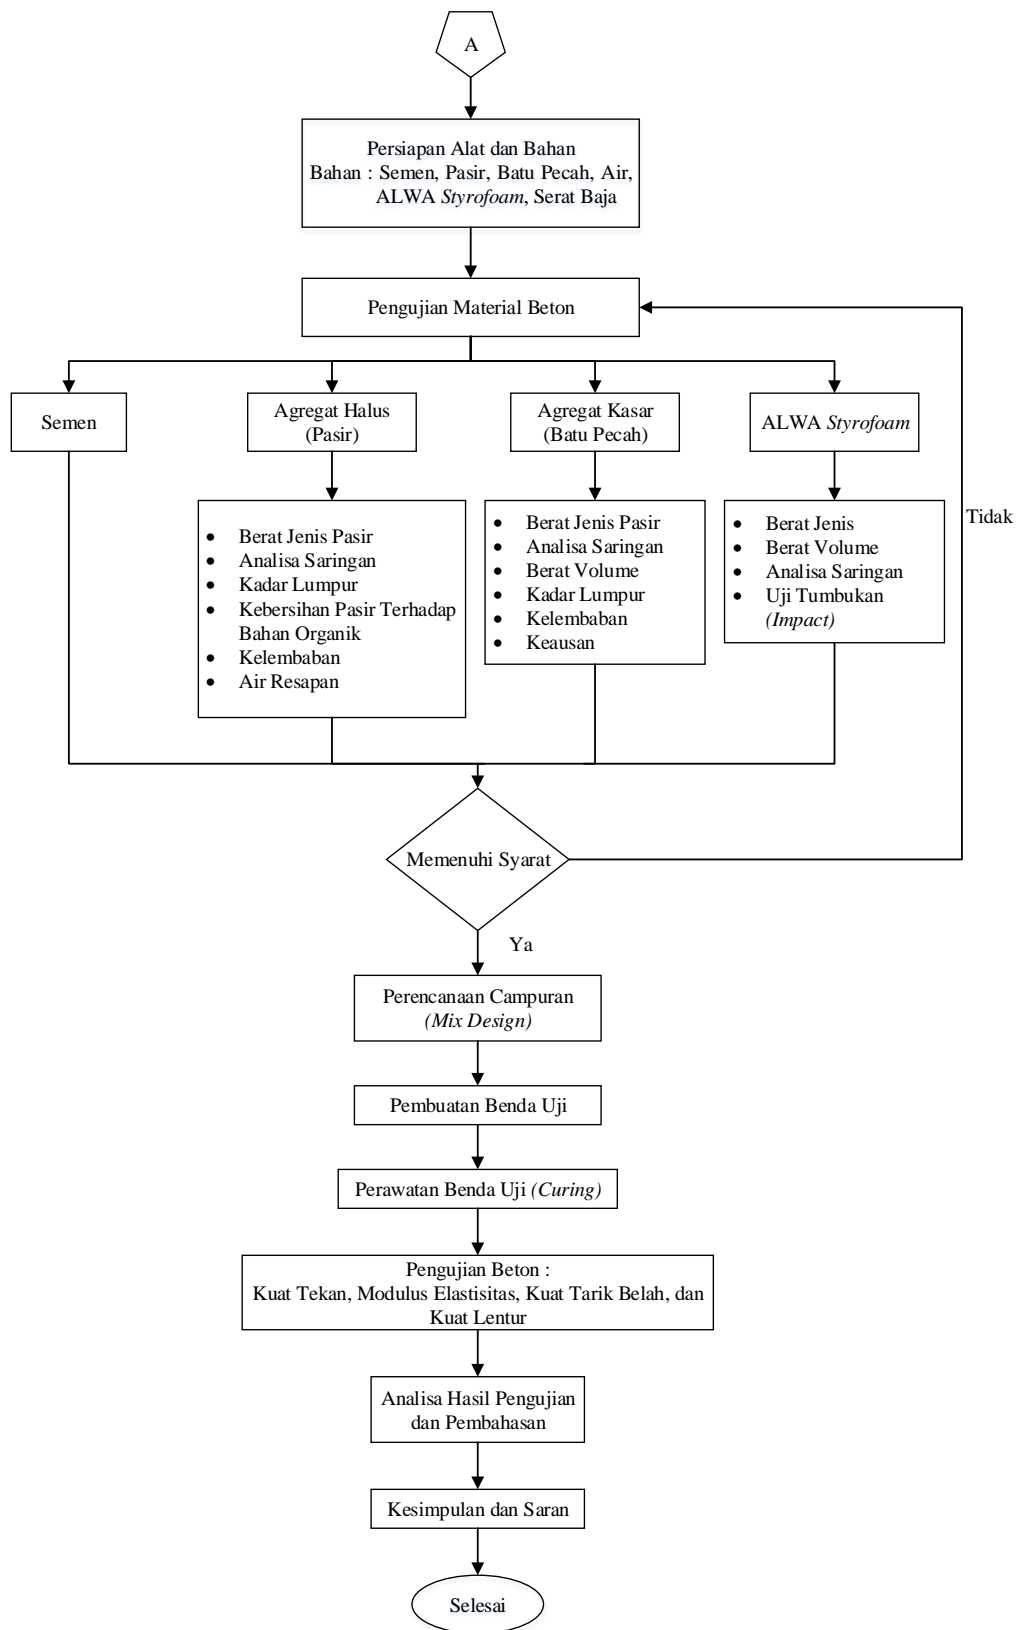 A
Persiapan Alat dan Bahan
Bahan : Semen, Pasir, Batu Pecah, Air,
ALWA Styrofoam, Serat Baja
Pengujian Material Beton
Semen
Agregat Halus
(Pasir)
Agregat Kasar
(Batu Pecah)
ALWA Styrofoam
• Berat Jenis Pasir
• Analisa Saringan
• Kadar Lumpur
• Kebersihan Pasir Terhadap
Bahan Organik
• Kelembaban
• Air Resapan
• Berat Jenis Pasir
• Analisa Saringan
• Berat Volume
• Kadar Lumpur
• Kelembaban
• Keausan
• Berat Jenis
• Berat Volume
• Analisa Saringan
• Uji Tumbukan
(Impact)
Tidak
Memenuhi Syarat
Ya
Perencanaan Campuran
(Mix Design)
Pembuatan Benda Uji
Perawatan Benda Uji (Curing)
Pengujian Beton :
Kuat Tekan, Modulus Elastisitas, Kuat Tarik Belah, dan
Kuat Lentur
Analisa Hasil Pengujian
dan Pembahasan
Kesimpulan dan Saran
Selesai